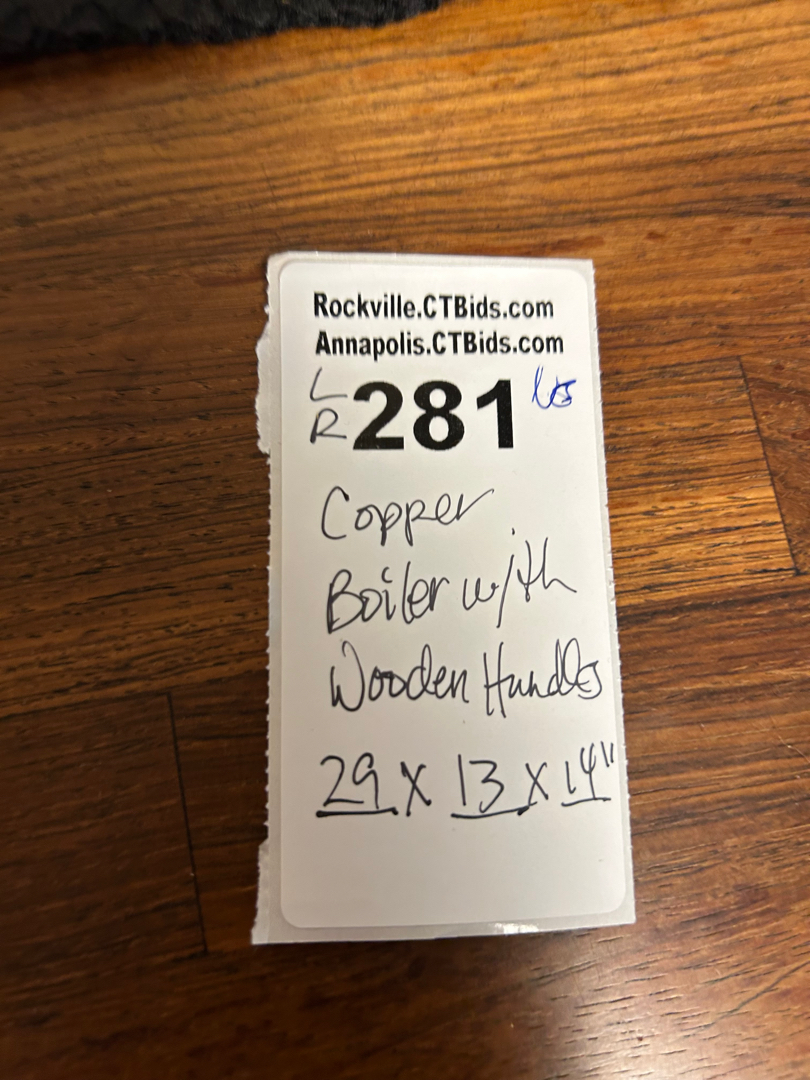 Rockville.CTBids.com
Annapolis.CTBids.com
L
R 281
Copper
Boiler with
Wooden Handles
29 x 13 x 14"